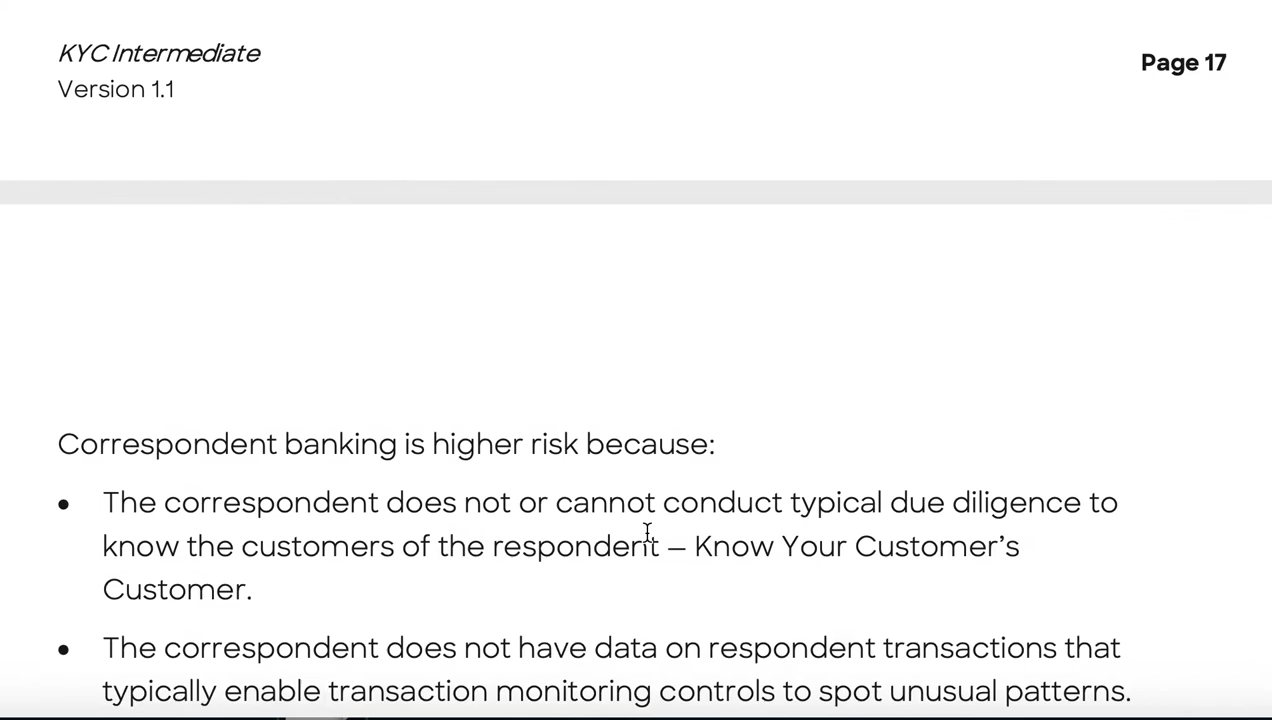 KYC Intermediate
Page 17
Version 1.1
Correspondent banking is higher risk because:
• The correspondent does not or cannot conduct typical due diligence to
know the customers of the respondent – Know Your Customer’s
Customer.
• The correspondent does not have data on respondent transactions that
typically enable transaction monitoring controls to spot unusual patterns.